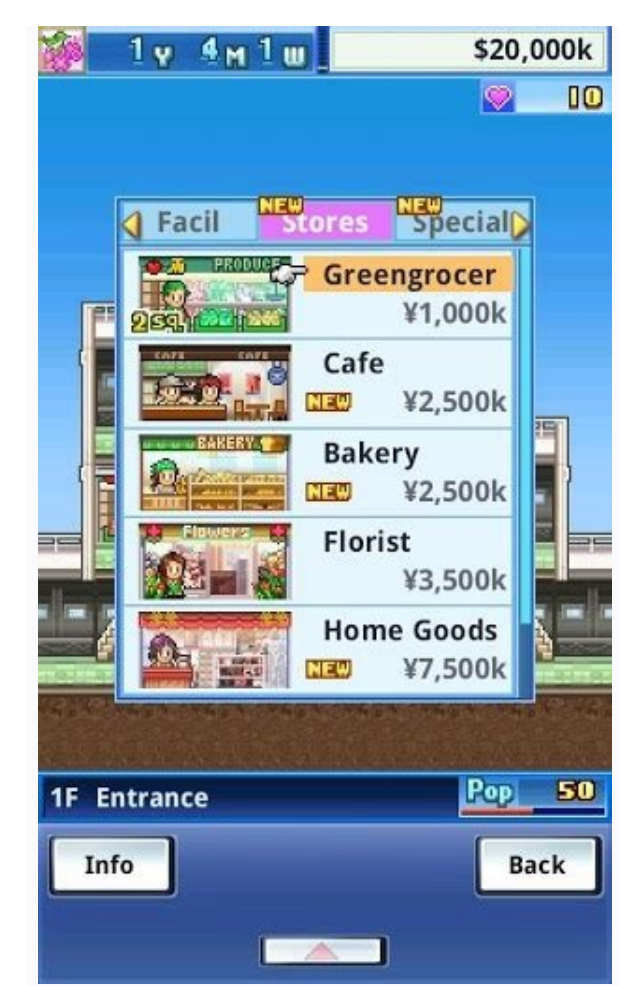 1Y 4M 1W $20,000k
10
Facil NEW Stores NEW Special
PRODUCE Greengrocer
2sq. ¥1,000k
CAFE CAFE Cafe
NEW ¥2,500k
BAKERY Bakery
NEW ¥2,500k
Flowers Florist
¥3,500k
Home Goods
NEW ¥7,500k
1F Entrance Pop 50
Info Back